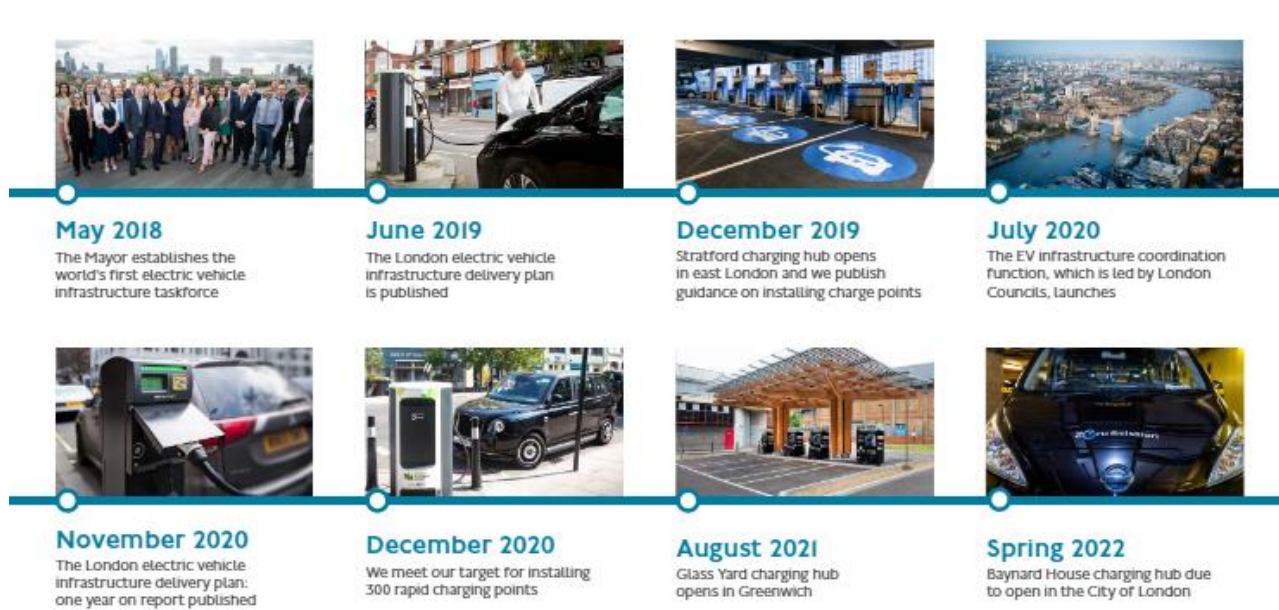 May 2018
The Mayor establishes the
world's first electric vehicle
infrastructure taskforce
June 2019
The London electric vehicle
infrastructure delivery plan
is published
December 2019
Stratford charging hub opens
in east London and we publish
guidance on installing charge points
July 2020
The EV infrastructure coordination
function, which is led by London
Councils, launches
November 2020
The London electric vehicle
infrastructure delivery plan:
one year on report published
December 2020
We meet our target for installing
300 rapid charging points
August 2021
Glass Yard charging hub
opens in Greenwich
Spring 2022
Baynard House charging hub due
to open in the City of London